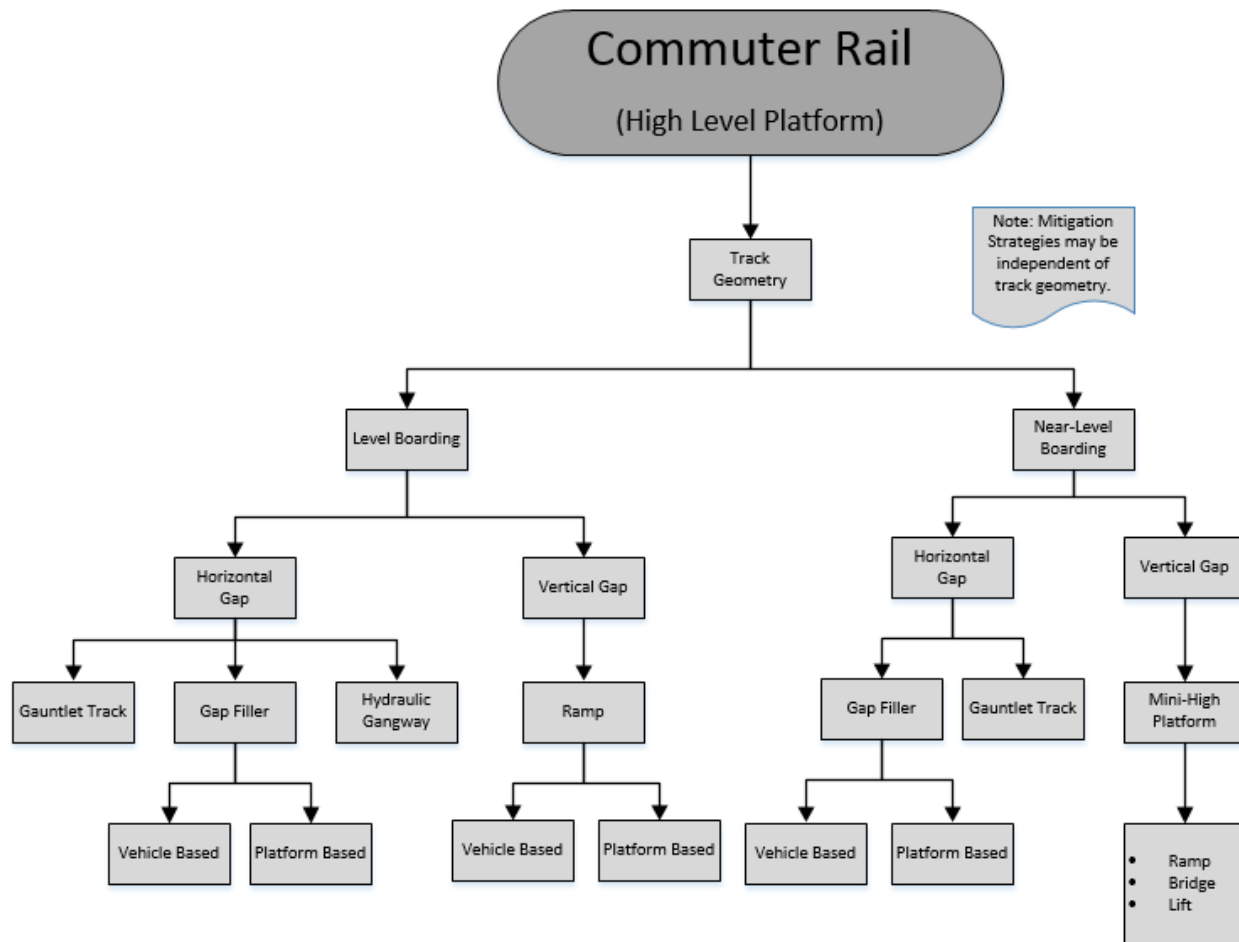 Commuter Rail
(High Level Platform)
Note: Mitigation
Strategies may be
independent of
track geometry.
Track
Geometry
Level Boarding
Near-Level
Boarding
Horizontal
Gap
Vertical Gap
Horizontal
Gap
Vertical Gap
Gauntlet Track
Gap Filler
Hydraulic
Gangway
Ramp
Gap Filler
Gauntlet Track
Mini-High
Platform
Vehicle Based
Platform Based
Vehicle Based
Platform Based
Vehicle Based
Platform Based
• Ramp
• Bridge
• Lift